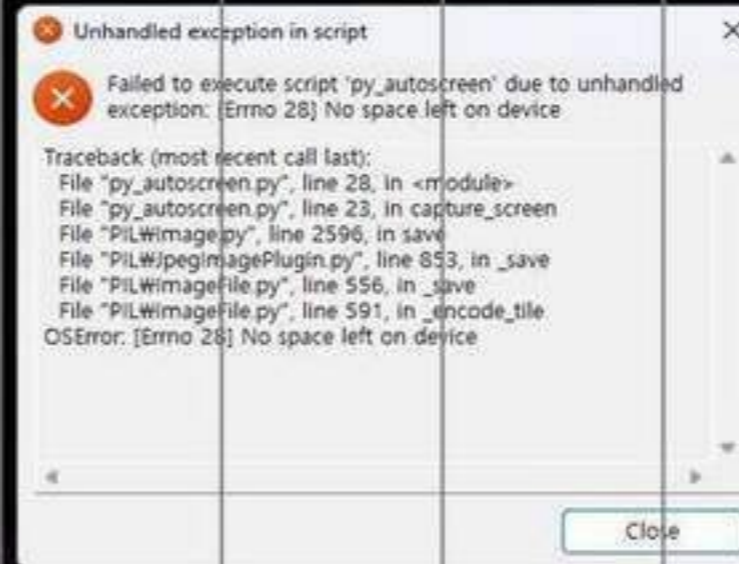 Unhandled exception in script
Failed to execute script 'py_autoscreen' due to unhandled
exception: [Errno 28] No space left on device
Traceback (most recent call last):
File "py_autoscreen.py", line 28, in <module>
File "py_autoscreen.py", line 23, in capture_screen
File "PIL₩Image.py", line 2596, in save
File "PIL₩JpegImagePlugin.py", line 853, in _save
File "PIL₩ImageFile.py", line 556, in _save
File "PIL₩ImageFile.py", line 591, in _encode_tile
OSError: [Errno 28] No space left on device
Close